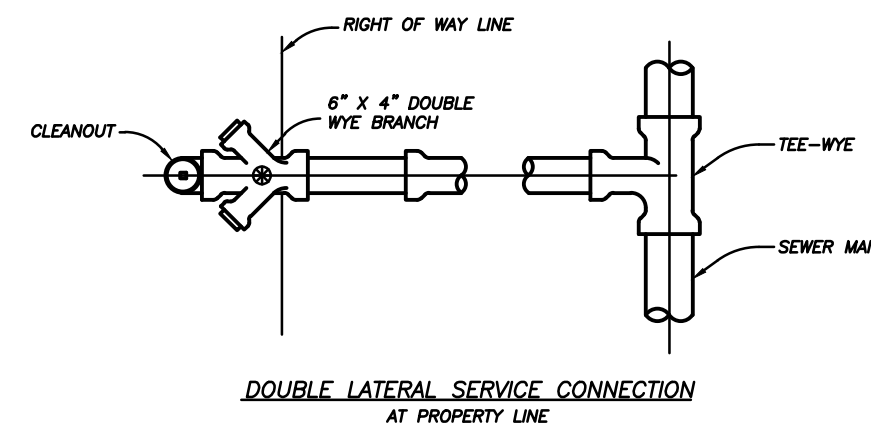 RIGHT OF WAY LINE
6" X 4" DOUBLE
WYE BRANCH
CLEANOUT
TEE-WYE
SEWER
DOUBLE LATERAL SERVICE CONNECTION
AT PROPERTY LINE